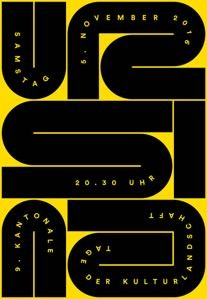 SAMSTAG
5. NOVEMBER 2016
20.30 UHR
9. KANTONALE
TAGE DER KULTURLANDSCHAFT